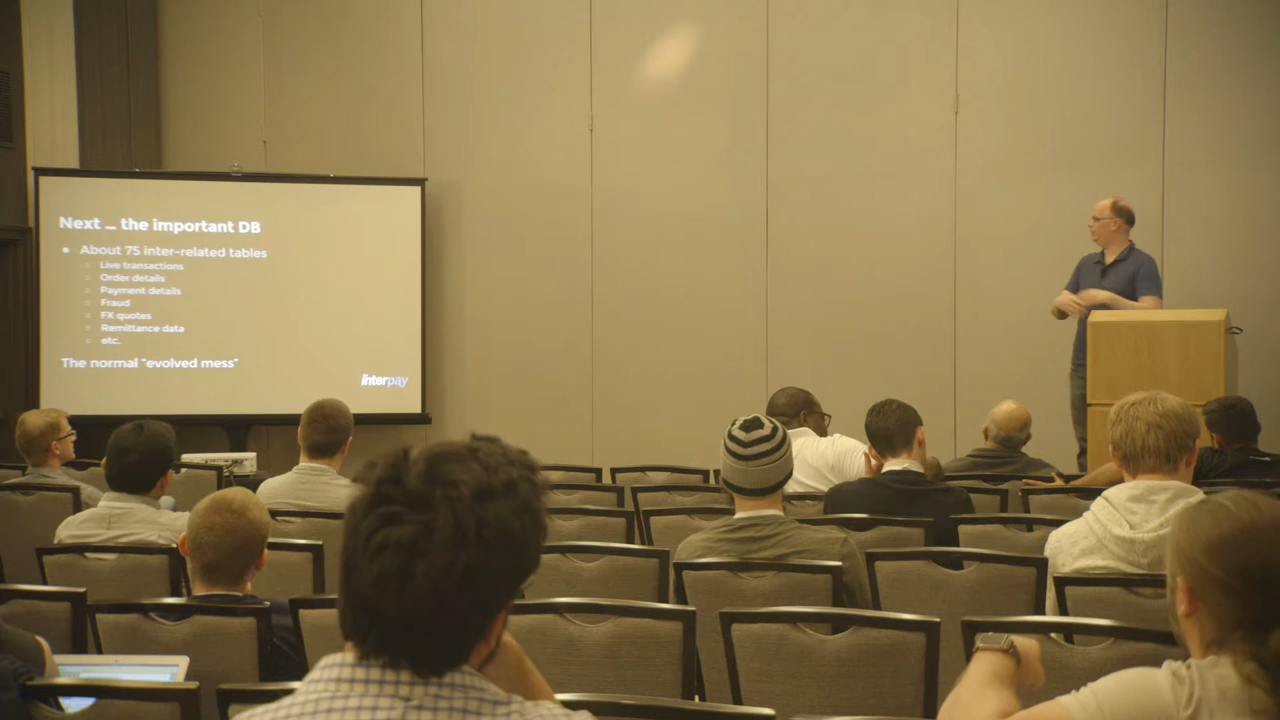 Next ... the important DB
● About 75 inter-related tables
○ Live transactions
○ Order details
○ Payment details
○ Fraud
○ FX quotes
○ Remittance data
○ etc.
The normal "evolved mess"
interpay